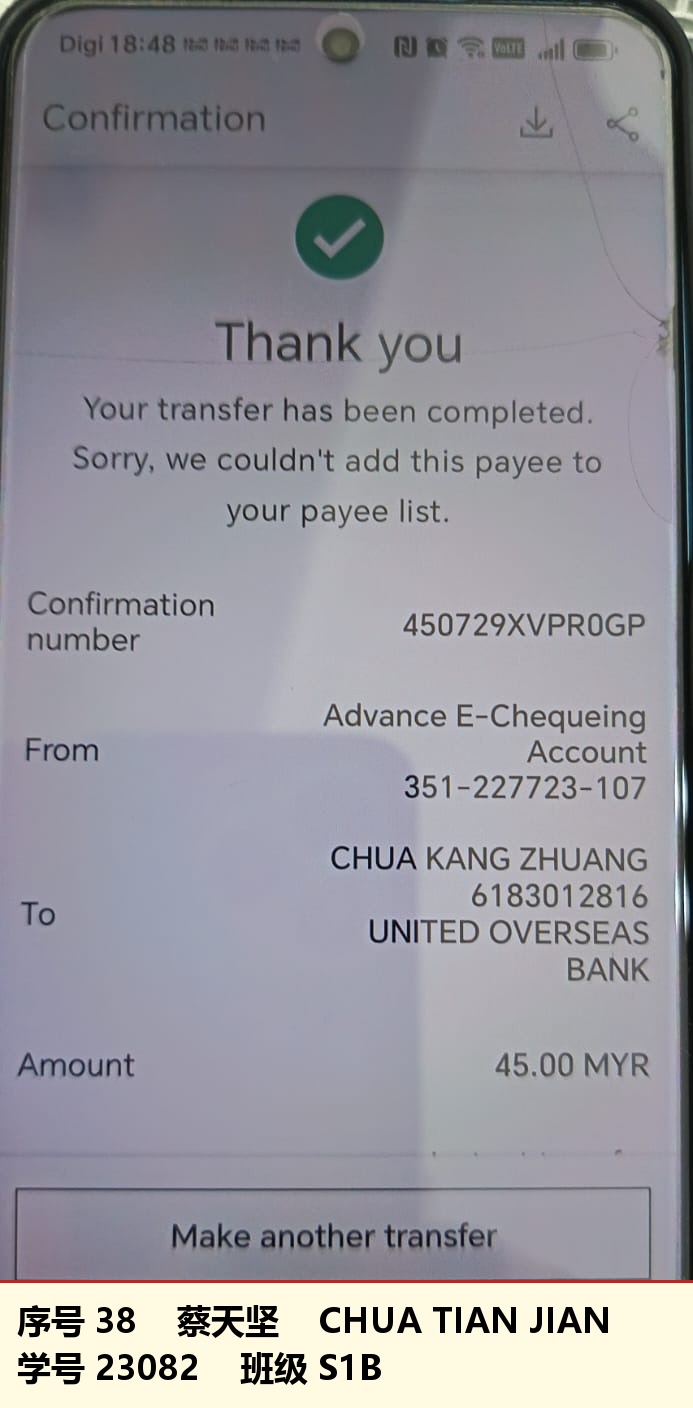 Digi 18:48
VoLTE
Confirmation
Thank you
Your transfer has been completed.
Sorry, we couldn't add this payee to
your payee list.
Confirmation
number
450729XVPR0GP
From
Advance E-Chequeing
Account
351-227723-107
To
CHUA KANG ZHUANG
6183012816
UNITED OVERSEAS
BANK
Amount
45.00 MYR
Make another transfer
序号 38 蔡天坚 CHUA TIAN JIAN
学号 23082 班级 S1B